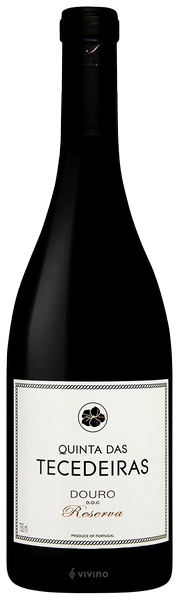 QUINTA DAS
TECEDEIRAS
DOURO
D.O.C
Reserva
750ml
PRODUCE OF PORTUGAL
vivino